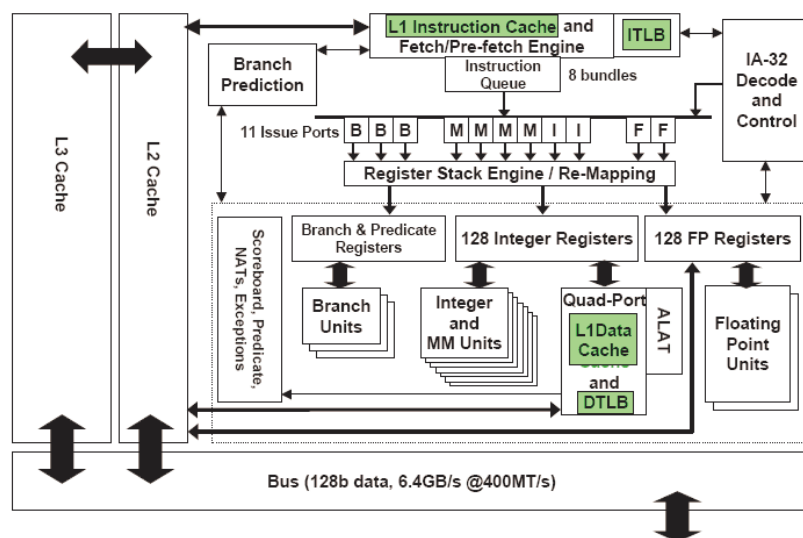 L1 Instruction Cache and
Fetch/Pre-fetch Engine
ITLB
Branch
Prediction
Instruction
Queue
8 bundles
IA-32
Decode
and
Control
L3 Cache
L2 Cache
11 Issue Ports
B B B M M M M I I F F
Register Stack Engine / Re-Mapping
Scoreboard, Predicate,
NATs, Exceptions
Branch & Predicate
Registers
128 Integer Registers
128 FP Registers
Branch
Units
Integer
and
MM Units
Quad-Port
L1Data
Cache
and
DTLB
ALAT
Floating
Point
Units
Bus (128b data, 6.4GB/s @400MT/s)